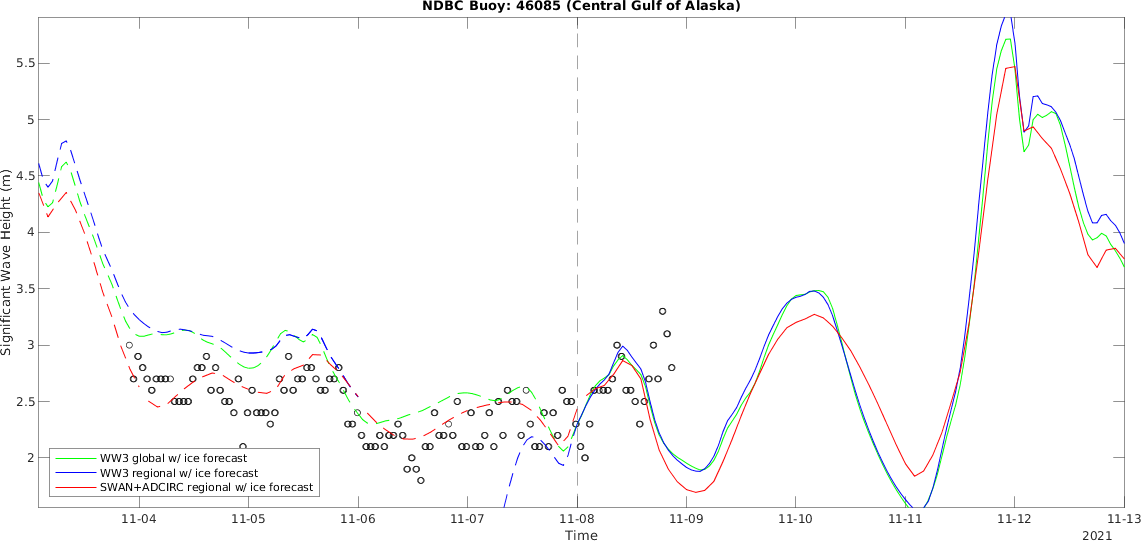 NDBC Buoy: 46085 (Central Gulf of Alaska)
Significant Wave Height (m)
5.5
5
4.5
4
3.5
3
2.5
2
WW3 global w/ ice forecast
WW3 regional w/ ice forecast
SWAN+ADCIRC regional w/ ice forecast
11-04 11-05 11-06 11-07 11-08 11-09 11-10 11-11 11-12 11-13
Time
2021